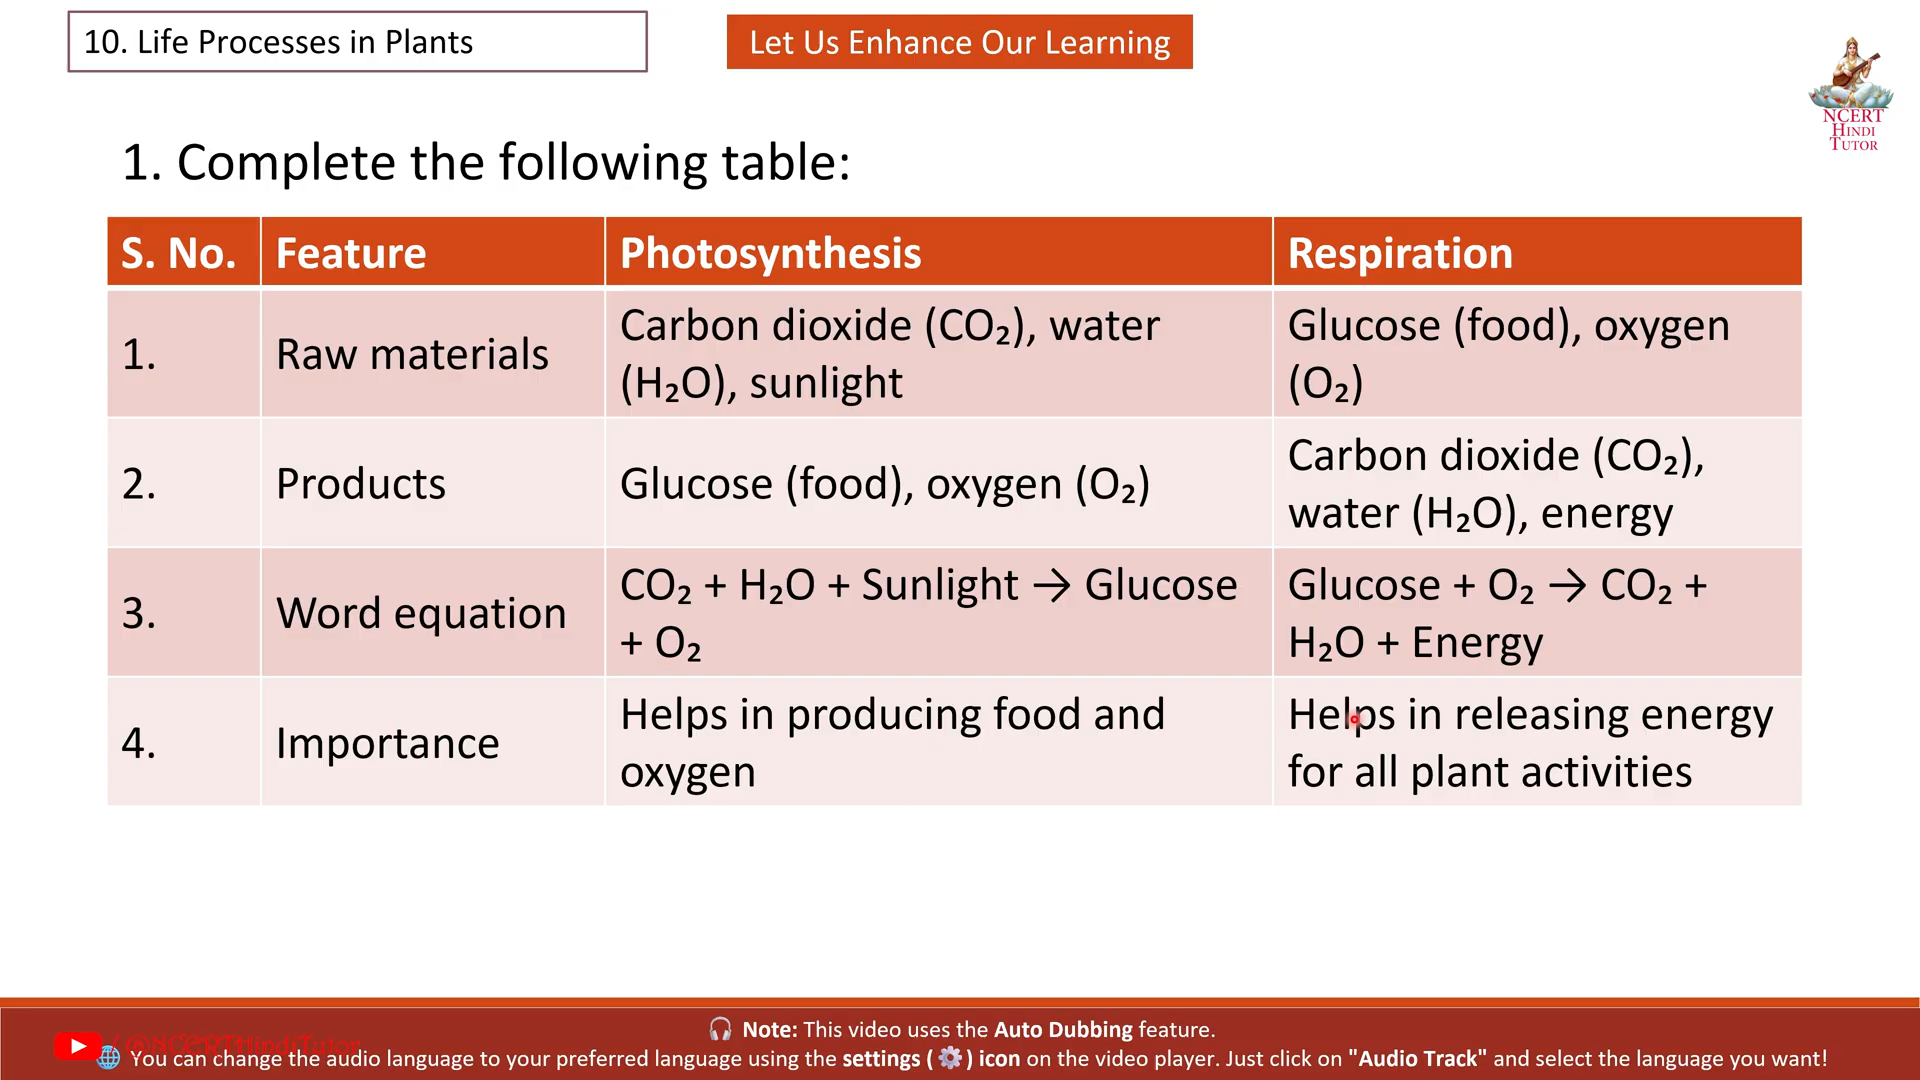 10. Life Processes in Plants
Let Us Enhance Our Learning
NCERT
HINDI
TUTOR
1. Complete the following table:
S. No. Feature Photosynthesis Respiration
1. Raw materials Carbon dioxide (CO₂), water (H₂O), sunlight Glucose (food), oxygen (O₂)
2. Products Glucose (food), oxygen (O₂) Carbon dioxide (CO₂), water (H₂O), energy
3. Word equation CO₂ + H₂O + Sunlight → Glucose + O₂ Glucose + O₂ → CO₂ + H₂O + Energy
4. Importance Helps in producing food and oxygen Helps in releasing energy for all plant activities
🎧 Note: This video uses the Auto Dubbing feature.
/@NCERTHindiTutor
🌐 You can change the audio language to your preferred language using the settings (⚙️) icon on the video player. Just click on "Audio Track" and select the language you want!